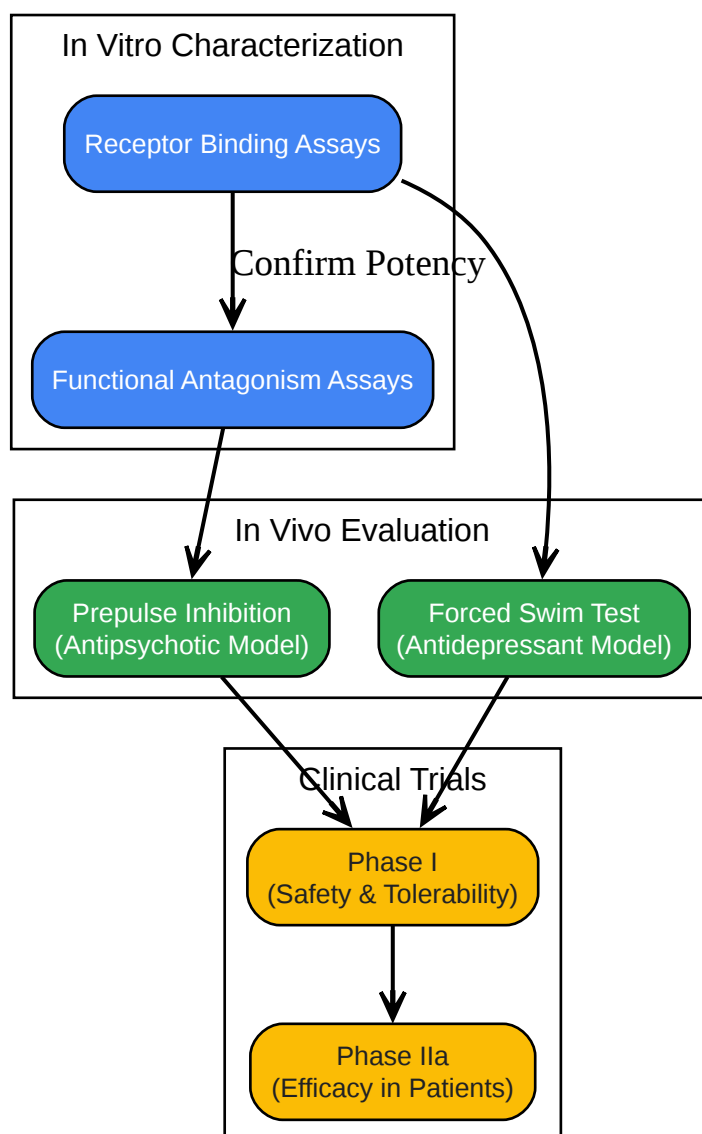 In Vitro Characterization
Receptor Binding Assays
Confirm Potency
Functional Antagonism Assays
In Vivo Evaluation
Prepulse Inhibition
(Antipsychotic Model)
Forced Swim Test
(Antidepressant Model)
Clinical Trials
Phase I
(Safety & Tolerability)
Phase IIa
(Efficacy in Patients)